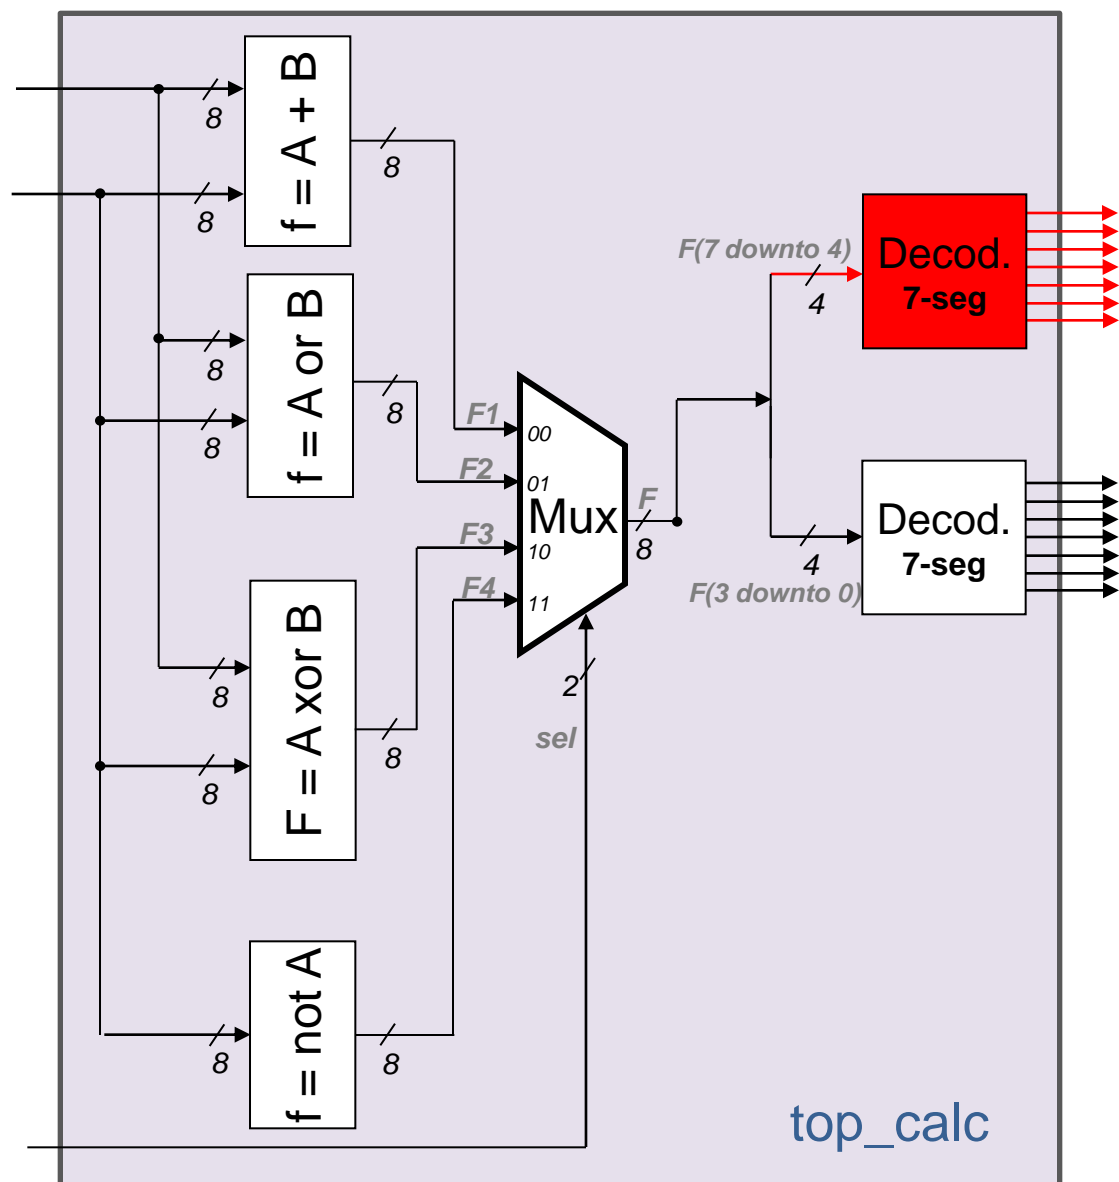 f = A + B
8
8
8
f = A or B
8
8
8
F = A xor B
8
8
8
f = not A
8
8
F1
F2
F3
F4
00
01
10
11
Mux
F
8
2
sel
F(7 downto 4)
4
Decod.
7-seg
4
F(3 downto 0)
Decod.
7-seg
top_calc